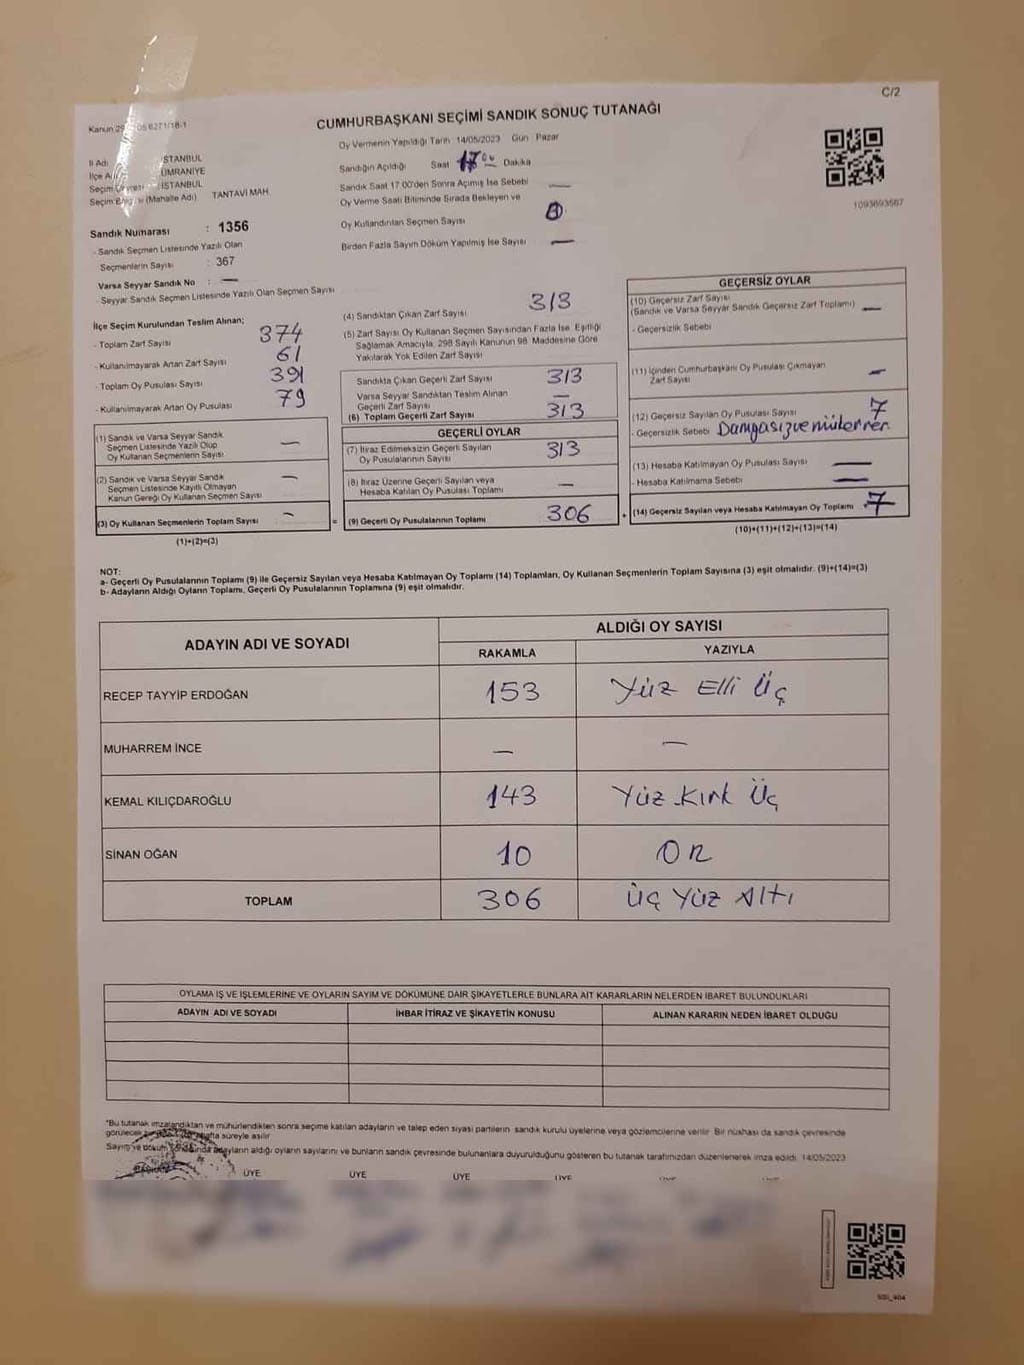 C/2
CUMHURBAŞKANI SEÇİMİ SANDIK SONUÇ TUTANAĞI
İSTANBUL
İlçe Adı ÜMRANİYE
İSTANBUL
Seçim (Mahalle Adı) TANTAVİ MAH.
Sandık Numarası : 1356
- Sandık Seçmen Listesinde Yazılı Olan
Seçmenlerin Sayısı : 367
Varsa Seyyar Sandık No : —
- Seyyar Sandık Seçmen Listesinde Yazılı Olan Seçmen Sayısı
Oy Vermenin Yapıldığı Tarih 14/05/2023 Gün : Pazar
Sandığın Açıldığı Saat 17 00 Dakika
Sandık Saat 17.00'den Sonra Açımış İse Sebebi —
Oy Verme Saati Bitiminde Sırada Bekleyen ve
Oy Kullandırılan Seçmen Sayısı 0
Birden Fazla Sayım Döküm Yapılmış İse Sayısı —
1093693567
İlçe Seçim Kurulundan Teslim Alınan;
- Toplam Zarf Sayısı 374
- Kullanılmayarak Artan Zarf Sayısı 61
- Toplam Oy Pusulası Sayısı 391
- Kullanılmayarak Artan Oy Pusulası 79
(1) Sandık ve Varsa Seyyar Sandık
Seçmen Listesinde Yazılı Olup
Oy Kullanan Seçmenlerin Sayısı —
(2) Sandık ve Varsa Seyyar Sandık
Seçmen Listesinde Kayıtlı Olmayan
Kanun Gereği Oy Kullanan Seçmen Sayısı —
(3) Oy Kullanan Seçmenlerin Toplam Sayısı —
(1)+(2)=(3)
(4) Sandıktan Çıkan Zarf Sayısı 313
(5) Zarf Sayısı Oy Kullanan Seçmen Sayısından Fazla İse, Eşitliği
Sağlamak Amacıyla, 298 Sayılı Kanunun 98. Maddesine Göre
Yakılarak Yok Edilen Zarf Sayısı
Sandıkta Çıkan Geçerli Zarf Sayısı 313
Varsa Seyyar Sandıktan Teslim Alınan
Geçerli Zarf Sayısı —
(6) Toplam Geçerli Zarf Sayısı 313
GEÇERLİ OYLAR
(7) İtiraz Edilmeksizin Geçerli Sayılan
Oy Pusulalarının Sayısı 313
(8) İtiraz Üzerine Geçerli Sayılan veya
Hesaba Katılan Oy Pusulası Toplamı —
= (9) Geçerli Oy Pusulalarının Toplamı 306 +
GEÇERSİZ OYLAR
(10) Geçersiz Zarf Sayısı
(Sandık ve Varsa Seyyar Sandık Geçersiz Zarf Toplamı) —
- Geçersizlik Sebebi
(11) İçinden Cumhurbaşkanı Oy Pusulası Çıkmayan
Zarf Sayısı —
(12) Geçersiz Sayılan Oy Pusulası Sayısı 7
- Geçersizlik Sebebi Damgasız ve mükerrer.
(13) Hesaba Katılmayan Oy Pusulası Sayısı —
- Hesaba Katılmama Sebebi —
(14) Geçersiz Sayılan veya Hesaba Katılmayan Oy Toplamı 7
(10)+(11)+(12)+(13)=(14)
NOT:
a- Geçerli Oy Pusulalarının Toplamı (9) ile Geçersiz Sayılan veya Hesaba Katılmayan Oy Toplamı (14) Toplamları, Oy Kullanan Seçmenlerin Toplam Sayısına (3) eşit olmalıdır. (9)+(14)=(3)
b- Adayların Aldığı Oyların Toplamı, Geçerli Oy Pusulalarının Toplamına (9) eşit olmalıdır.
ADAYIN ADI VE SOYADI
ALDIĞI OY SAYISI
RAKAMLA YAZIYLA
RECEP TAYYİP ERDOĞAN 153 Yüz Elli Üç
MUHARREM İNCE — —
KEMAL KILIÇDAROĞLU 143 Yüz Kırk Üç
SİNAN OĞAN 10 On
TOPLAM 306 Üç Yüz Altı
OYLAMA İŞ VE İŞLEMLERİNE VE OYLARIN SAYIM VE DÖKÜMÜNE DAİR ŞİKAYETLERLE BUNLARA AİT KARARLARIN NELERDEN İBARET BULUNDUKLARI
ADAYIN ADI VE SOYADI İHBAR İTİRAZ VE ŞİKAYETİN KONUSU ALINAN KARARIN NEDEN İBARET OLDUĞU
*Bu tutanak imzalandıktan ve mühürlendikten sonra seçime katılan adayların ve talep eden siyasi partilerin sandık kurulu üyelerine veya gözlemcilerine verilir. Bir nüshası da sandık çevresinde
görülecek hafta süreyle asılır
Sayım ve döküm sonunda adayların aldığı oyların sayılarını ve bunların sandık çevresinde bulunanlara duyurulduğunu gösteren bu tutanak tarafımızdan düzenlenerek imza edildi. 14/05/2023
ÜYE ÜYE ÜYE ÜYE